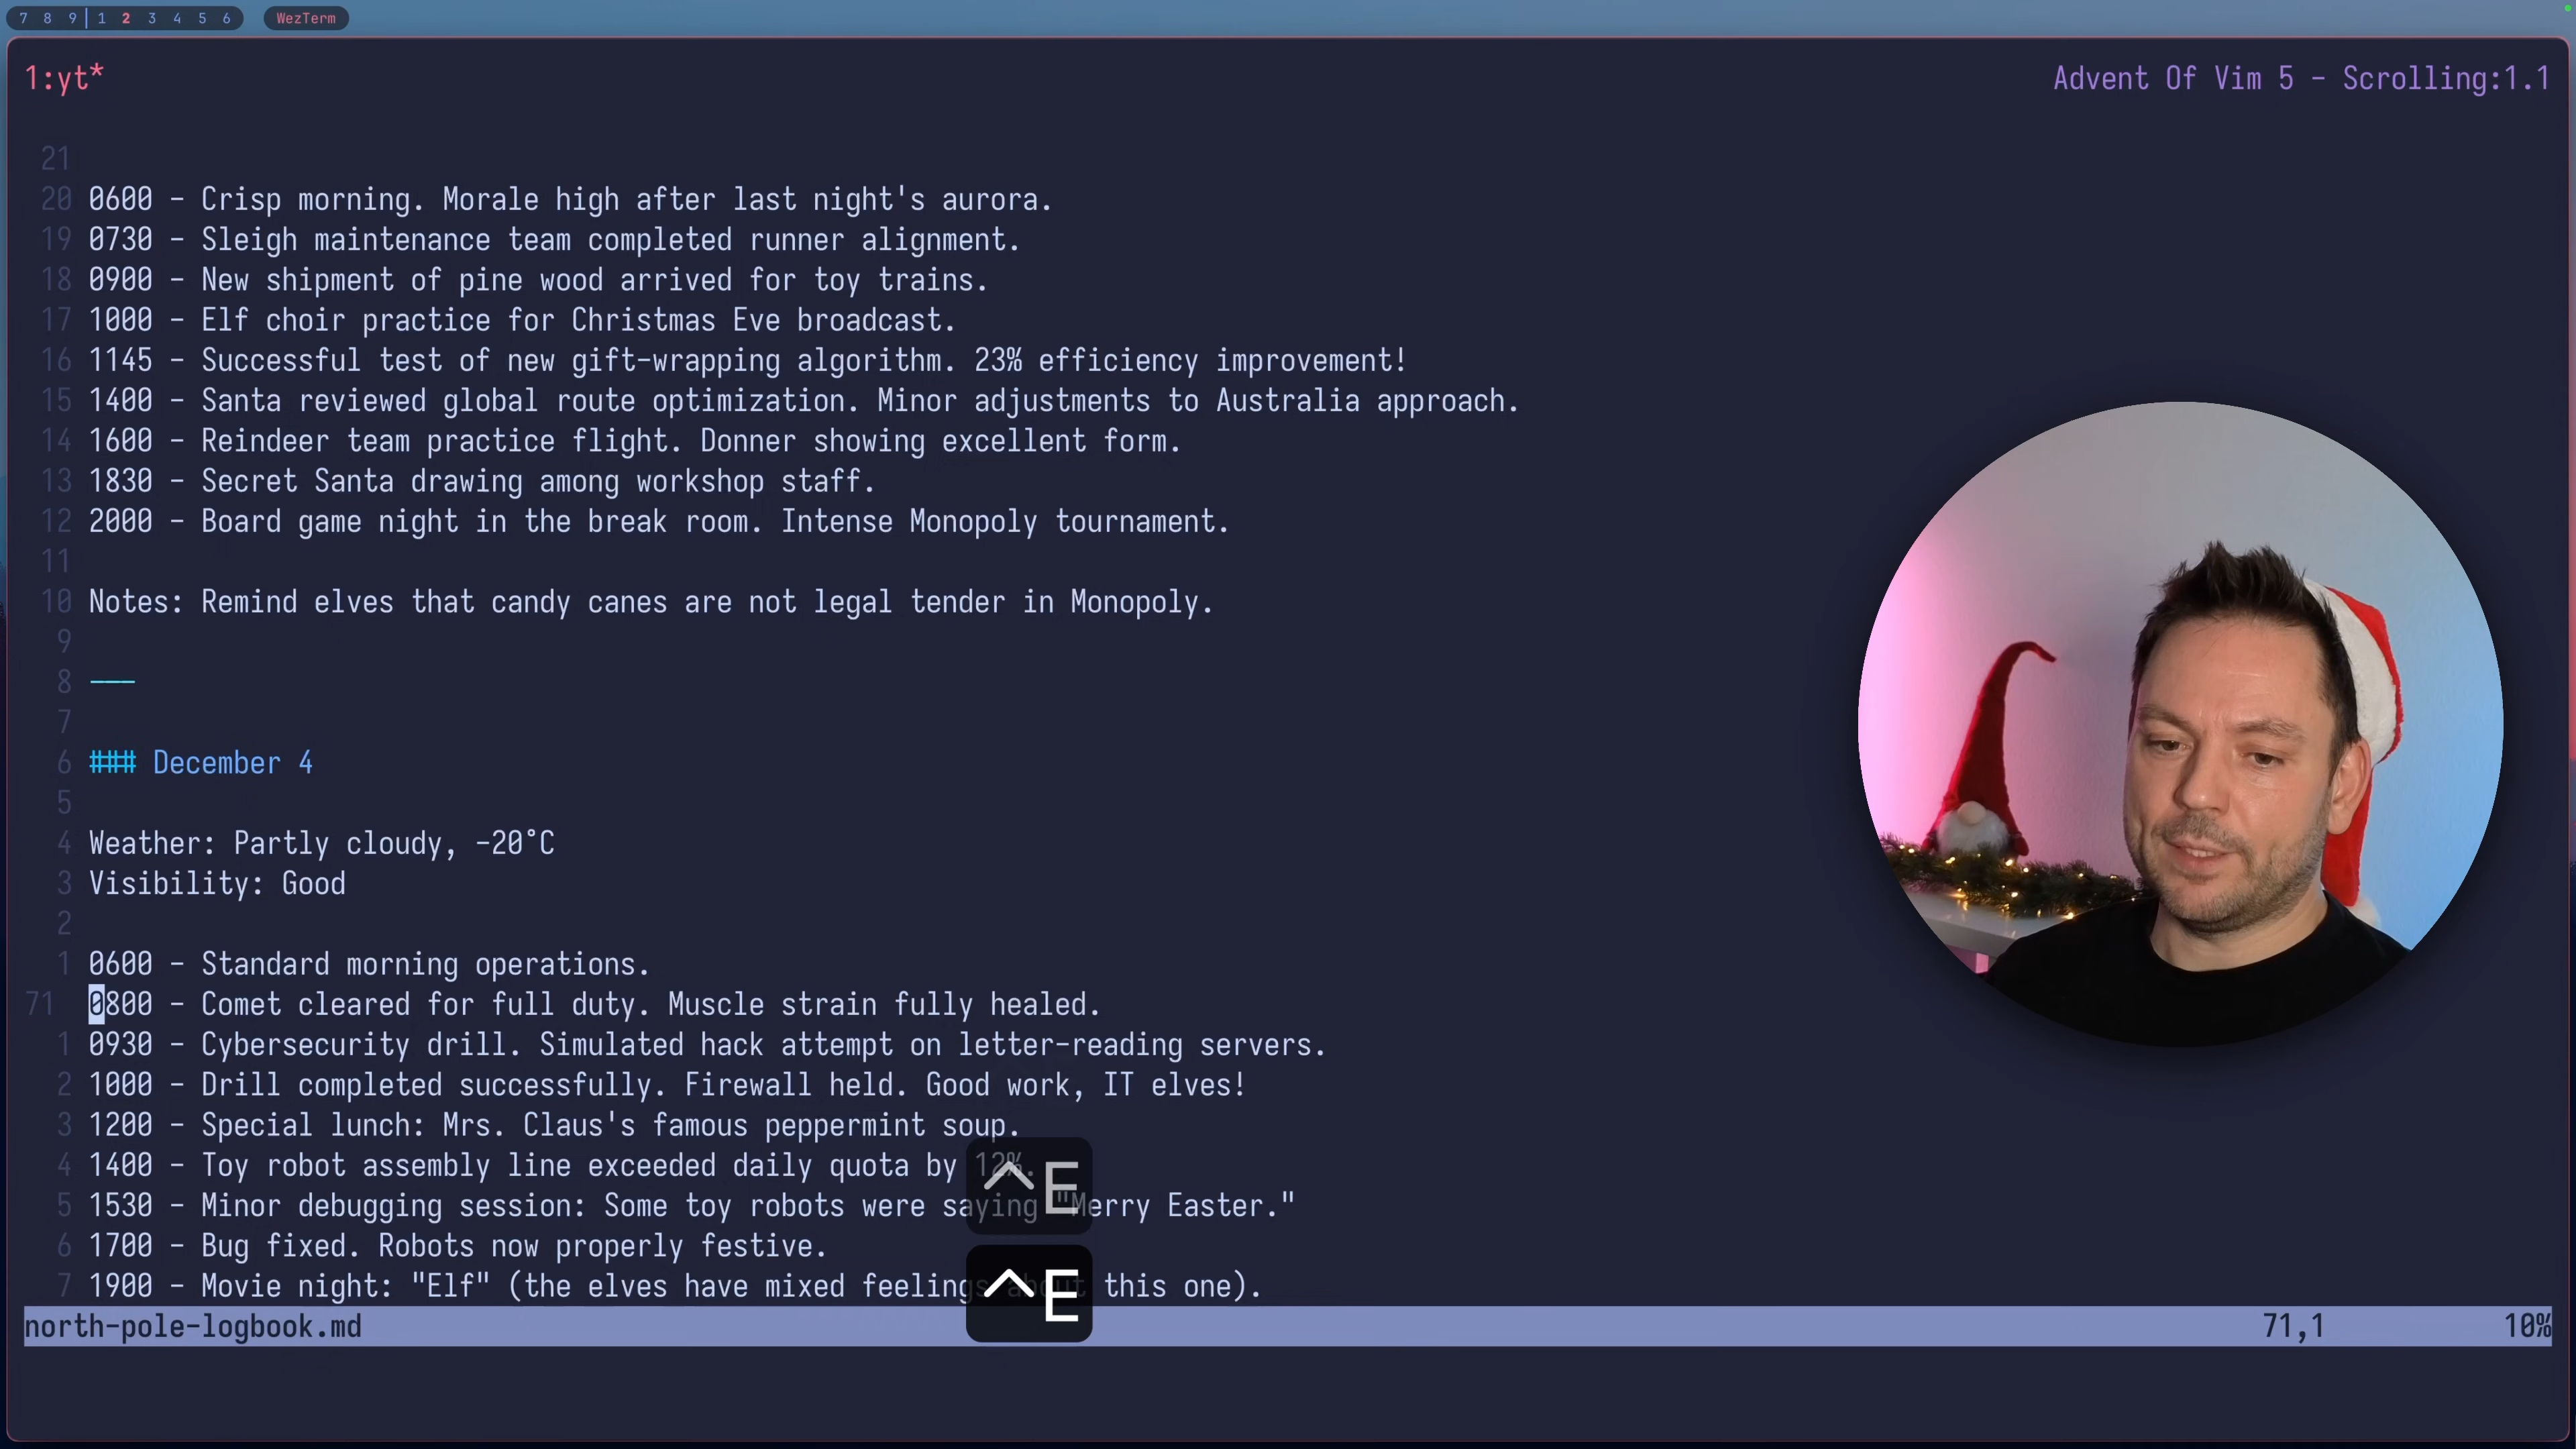 7 8 9 1 2 3 4 5 6 WezTerm
1:yt* Advent Of Vim 5 - Scrolling:1.1
21
20 0600 - Crisp morning. Morale high after last night's aurora.
19 0730 - Sleigh maintenance team completed runner alignment.
18 0900 - New shipment of pine wood arrived for toy trains.
17 1000 - Elf choir practice for Christmas Eve broadcast.
16 1145 - Successful test of new gift-wrapping algorithm. 23% efficiency improvement!
15 1400 - Santa reviewed global route optimization. Minor adjustments to Australia approach.
14 1600 - Reindeer team practice flight. Donner showing excellent form.
13 1830 - Secret Santa drawing among workshop staff.
12 2000 - Board game night in the break room. Intense Monopoly tournament.
11
10 Notes: Remind elves that candy canes are not legal tender in Monopoly.
9
8 ---
7
6 ### December 4
5
4 Weather: Partly cloudy, -20°C
3 Visibility: Good
2
1 0600 - Standard morning operations.
71 0800 - Comet cleared for full duty. Muscle strain fully healed.
1 0930 - Cybersecurity drill. Simulated hack attempt on letter-reading servers.
2 1000 - Drill completed successfully. Firewall held. Good work, IT elves!
3 1200 - Special lunch: Mrs. Claus's famous peppermint soup.
4 1400 - Toy robot assembly line exceeded daily quota by 12%.
^E
5 1530 - Minor debugging session: Some toy robots were saying "Merry Easter."
6 1700 - Bug fixed. Robots now properly festive.
7 1900 - Movie night: "Elf" (the elves have mixed feelings about this one).
^E
north-pole-logbook.md 71,1 10%